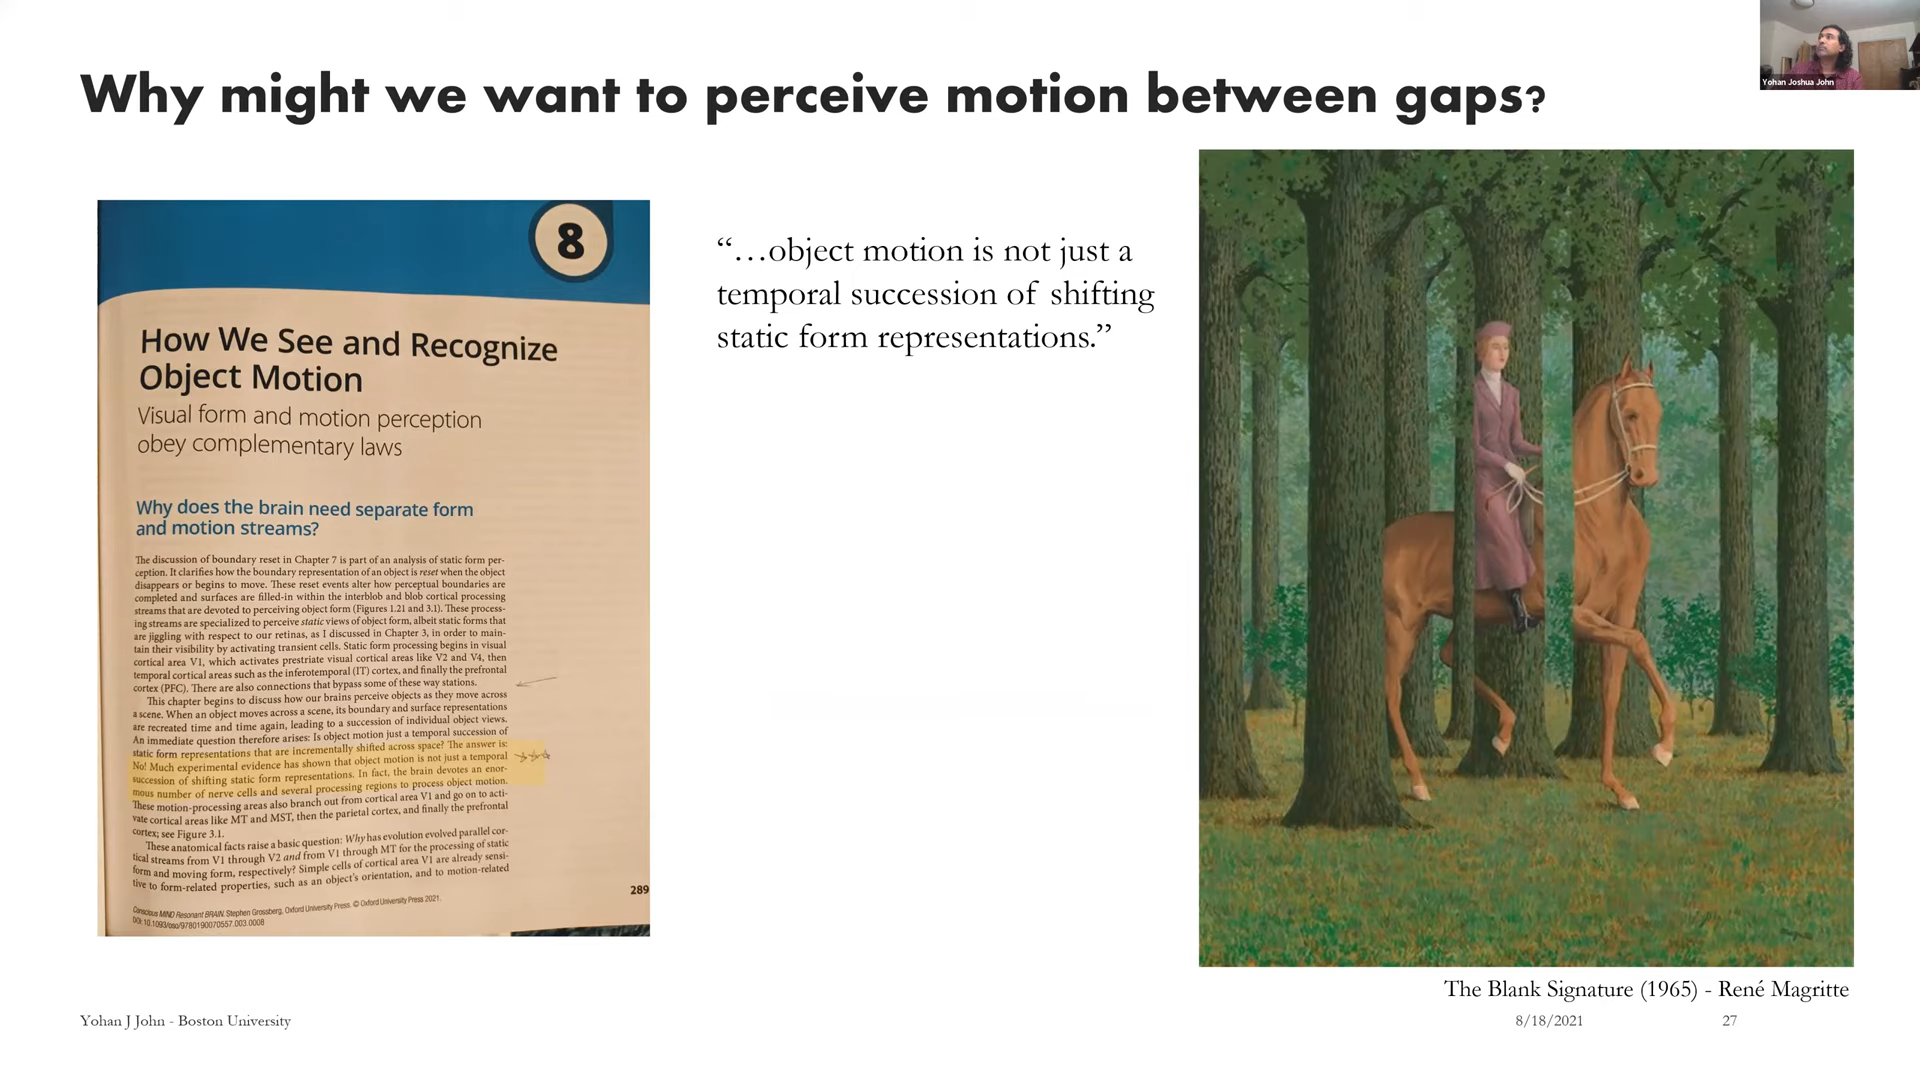 Why might we want to perceive motion between gaps?
Yohan Joshua John
8
How We See and Recognize
Object Motion
Visual form and motion perception
obey complementary laws
Why does the brain need separate form
and motion streams?
The discussion of boundary reset in Chapter 7 is part of an analysis of static form per-
ception. It clarifies how the boundary representation of an object is reset when the object
disappears or begins to move. These reset events alter how perceptual boundaries are
completed and surfaces are filled-in within the interblob and blob cortical processing
streams that are devoted to perceiving object form (Figures 1.21 and 3.1). These process-
ing streams are specialized to perceive static views of object form, albeit static forms that
are jiggling with respect to our retinas, as I discussed in Chapter 3, in order to main-
tain their visibility by activating transient cells. Static form processing begins in visual
cortical area V1, which activates prestriate visual cortical areas like V2 and V4, then
temporal cortical areas such as the inferotemporal (IT) cortex, and finally the prefrontal
cortex (PFC). There are also connections that bypass some of these way stations.
This chapter begins to discuss how our brains perceive objects as they move across
a scene. When an object moves across a scene, its boundary and surface representations
are recreated time and time again, leading to a succession of individual object views.
An immediate question therefore arises: Is object motion just a temporal succession of
static form representations that are incrementally shifted across space? The answer is:
No! Much experimental evidence has shown that object motion is not just a temporal
succession of shifting static form representations. In fact, the brain devotes an enor-
mous number of nerve cells and several processing regions to process object motion.
These motion-processing areas also branch out from cortical area V1 and go on to acti-
vate cortical areas like MT and MST, then the parietal cortex, and finally the prefrontal
cortex; see Figure 3.1.
These anatomical facts raise a basic question: Why has evolution evolved parallel cor-
tical streams from V1 through V2 and from V1 through MT for the processing of static
form and moving form, respectively? Simple cells of cortical area V1 are already sensi-
tive to form-related properties, such as an object's orientation, and to motion-related
289
Conscious MIND Resonant BRAIN. Stephen Grossberg, Oxford University Press. © Oxford University Press 2021.
DOI: 10.1093/oso/9780190070557.003.0008
“…object motion is not just a
temporal succession of shifting
static form representations.”
The Blank Signature (1965) - René Magritte
Yohan J John - Boston University
8/18/2021
27